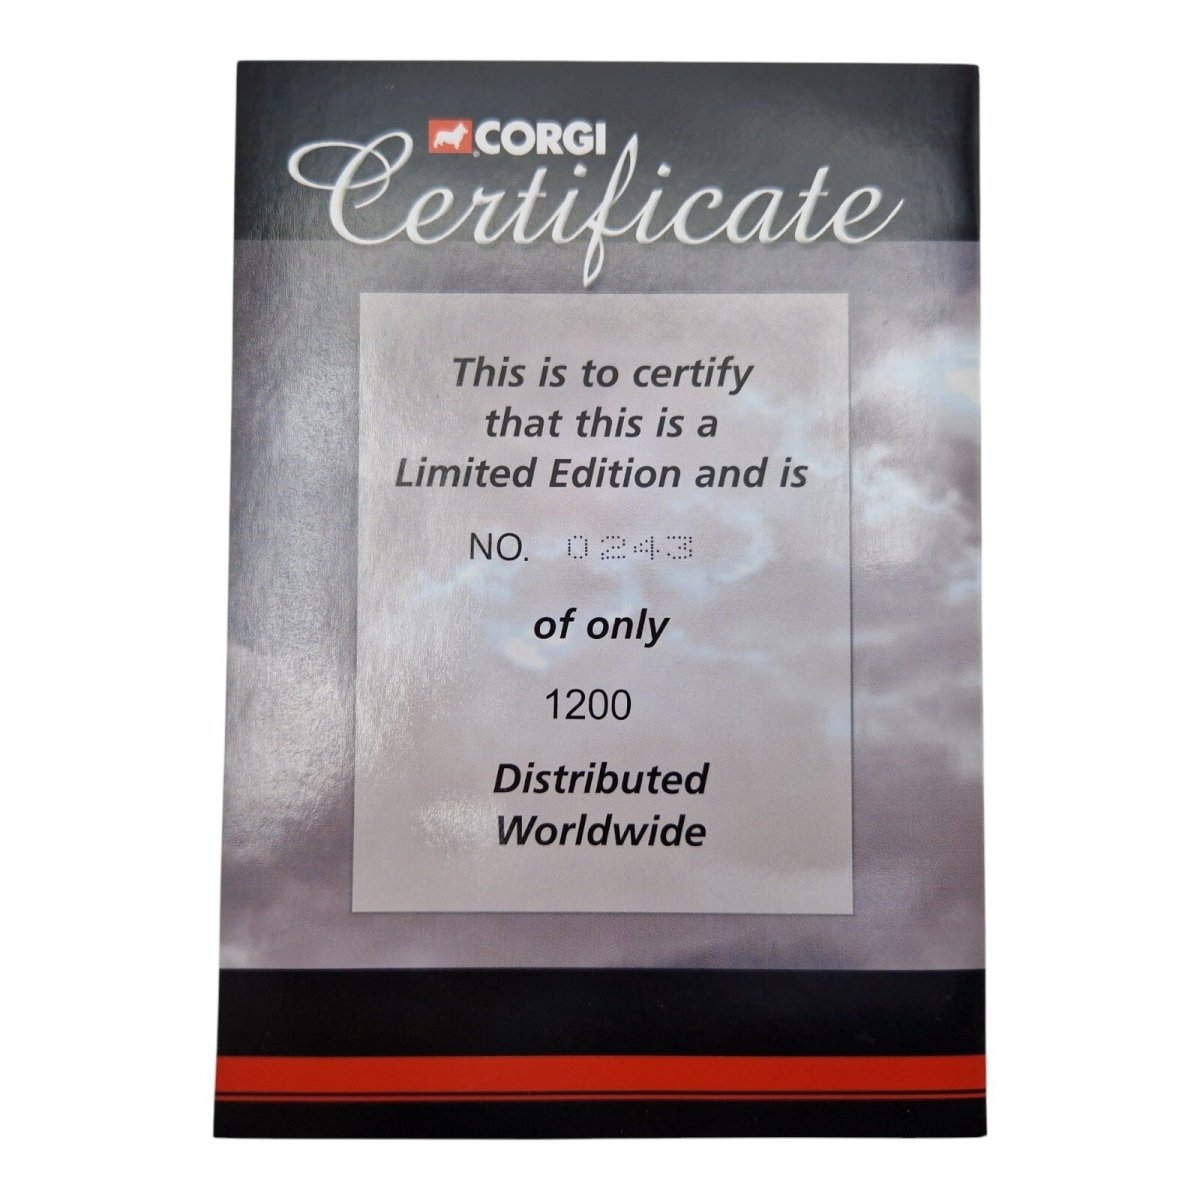 CORGI
Certificate
This is to certify
that this is a
Limited Edition and is
NO. 0243
of only
1200
Distributed
Worldwide